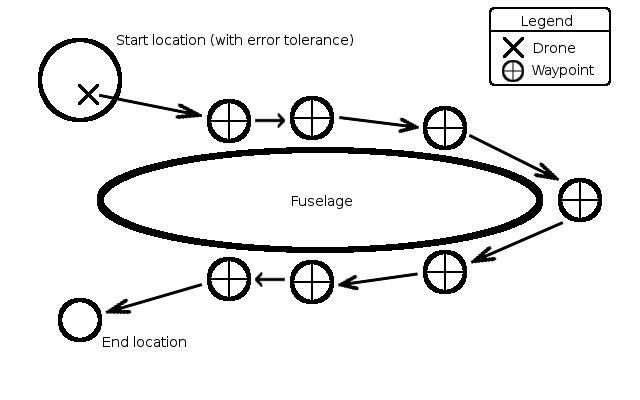 Start location (with error tolerance)
Legend
Drone
Waypoint
Fuselage
End location